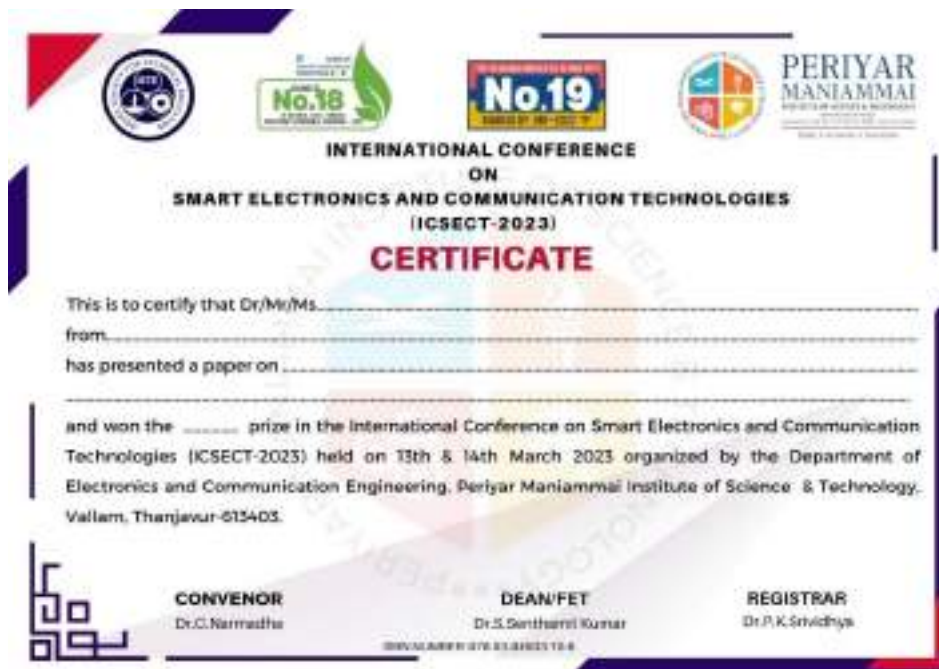 No.18
No.19
PERIYAR
MANIAMMAI
INTERNATIONAL CONFERENCE
ON
SMART ELECTRONICS AND COMMUNICATION TECHNOLOGIES
(ICSECT-2023)
CERTIFICATE
This is to certify that Dr/Mr/Ms
from
has presented a paper on
and won the ______ prize in the International Conference on Smart Electronics and Communication
Technologies (ICSECT-2023) held on 13th & 14th March 2023 organized by the Department of
Electronics and Communication Engineering, Periyar Maniammai Institute of Science & Technology,
Vallam, Thanjavur-613403.
CONVENOR DEAN/FET REGISTRAR
Dr.C.Narmadha Dr.S.Senthamil Kumar Dr.P.K.Srividhya